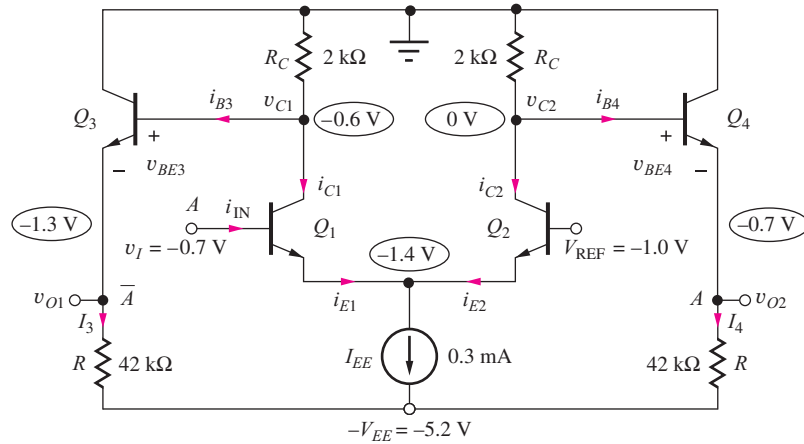 R_C 2 kΩ 2 kΩ R_C
i_B3 v_C1 v_C2 i_B4
Q_3 –0.6 V 0 V Q_4
+ +
v_BE3 v_BE4
– –
i_C1 i_C2
A i_IN
–1.3 V Q_1 Q_2 –0.7 V
v_I = –0.7 V –1.4 V V_REF = –1.0 V
v_O1 A̅ i_E1 i_E2 A v_O2
I_3 I_4
R 42 kΩ I_EE 0.3 mA 42 kΩ R
–V_EE = –5.2 V